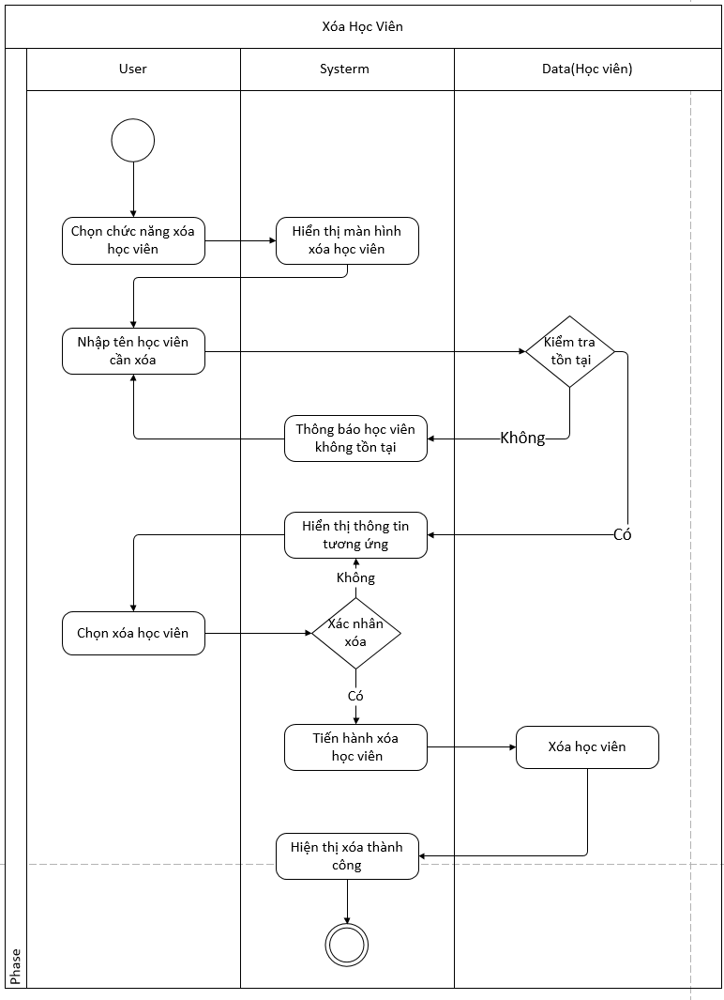 Xóa Học Viên
User
Systerm
Data(Học viên)
Chọn chức năng xóa
học viên
Hiển thị màn hình
xóa học viên
Nhập tên học viên
cần xóa
Kiểm tra
tồn tại
Thông báo học viên
không tồn tại
Không
Hiển thị thông tin
tương ứng
Có
Không
Chọn xóa học viên
Xác nhân
xóa
Có
Tiến hành xóa
học viên
Xóa học viên
Hiện thị xóa thành
công
Phase